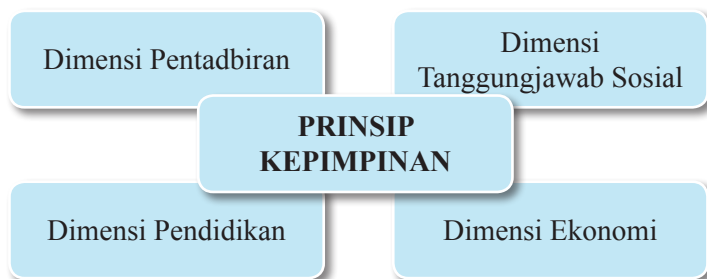 Dimensi Pentadbiran
Dimensi
Tanggungjawab Sosial
PRINSIP
KEPIMPINAN
Dimensi Pendidikan
Dimensi Ekonomi